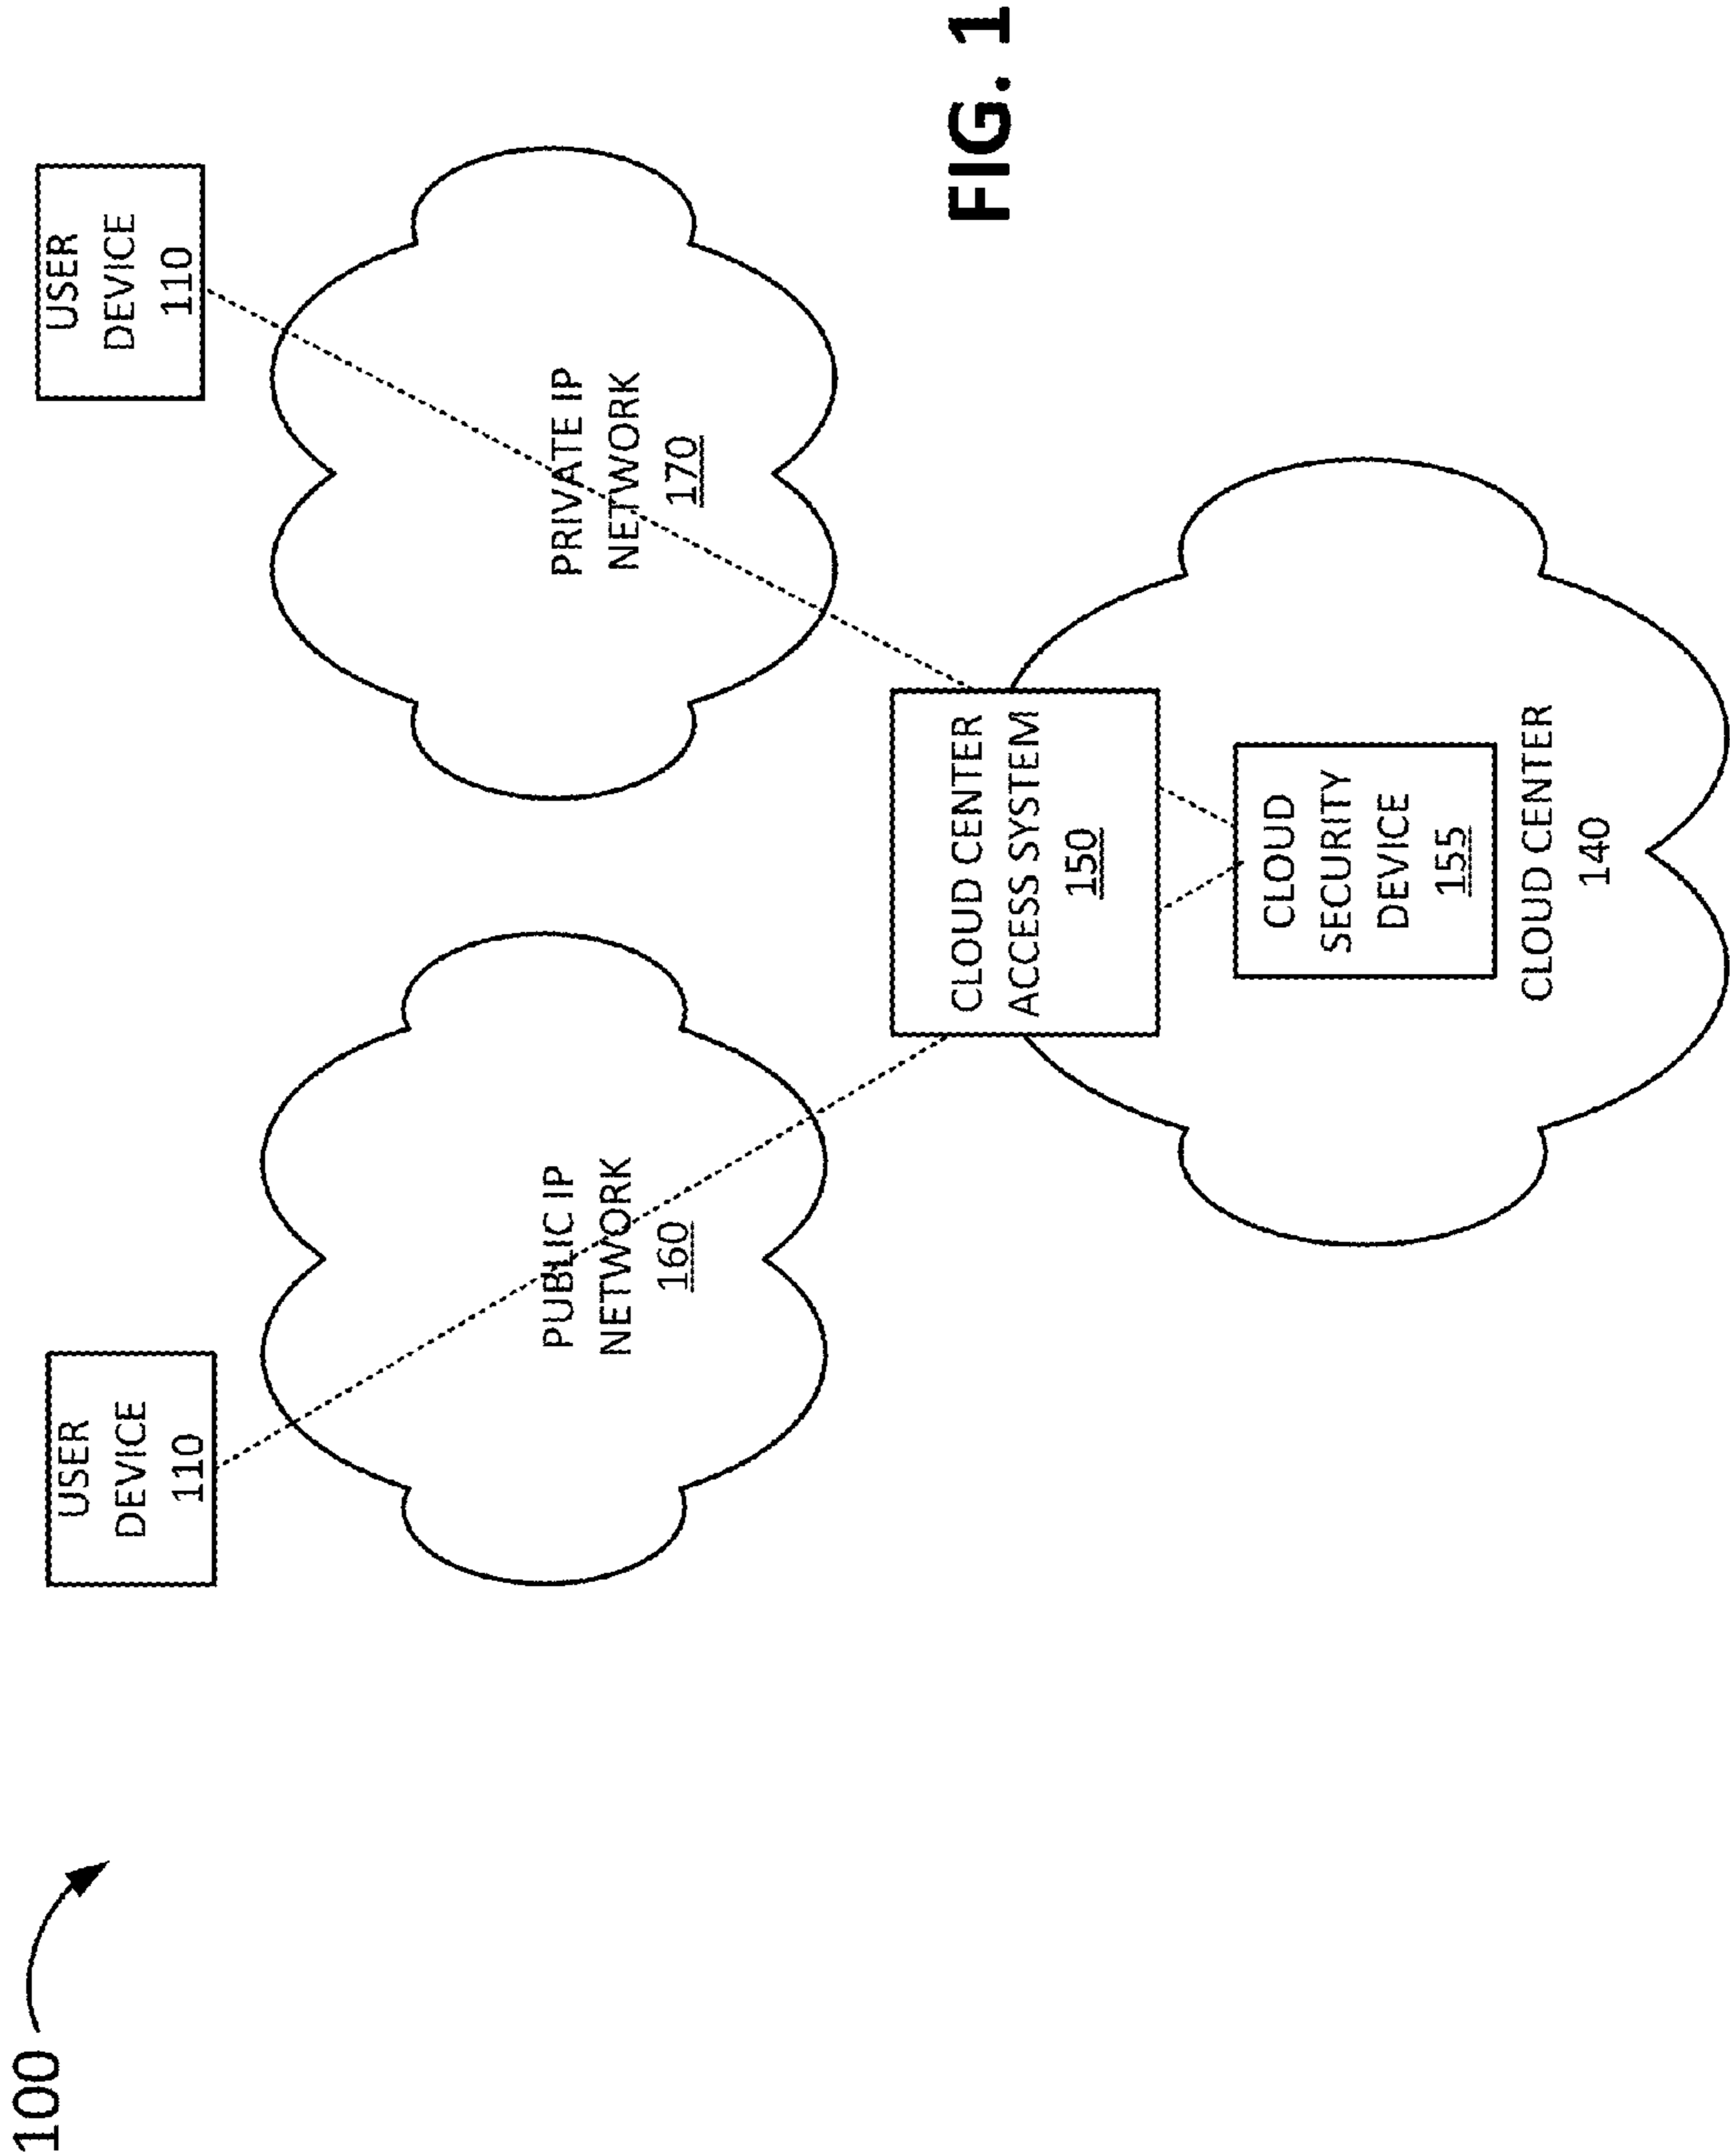 100
USER
DEVICE
110
USER
DEVICE
110
PUBLIC IP
NETWORK
160
PRIVATE IP
NETWORK
170
CLOUD CENTER
ACCESS SYSTEM
150
CLOUD
SECURITY
DEVICE
155
CLOUD CENTER
140
FIG. 1